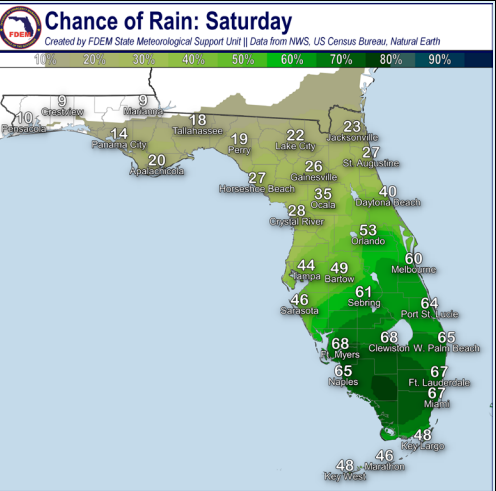 FDEM
Chance of Rain: Saturday
Created by FDEM State Meteorological Support Unit || Data from NWS, US Census Bureau, Natural Earth
10% 20% 30% 40% 50% 60% 70% 80% 90%
9
Crestview
9
Marianna
10
Pensacola
18
Tallahassee
14
Panama City
20
Apalachicola
19
Perry
22
Lake City
23
Jacksonville
27
St. Augustine
26
Gainesville
27
Horseshoe Beach
35
Ocala
40
Daytona Beach
28
Crystal River
53
Orlando
60
Melbourne
44
Tampa
49
Bartow
46
Sarasota
61
Sebring
64
Port St. Lucie
68
Ft. Myers
68
Clewiston
65
W. Palm Beach
65
Naples
67
Ft. Lauderdale
67
Miami
48
Key Largo
46
Marathon
48
Key West